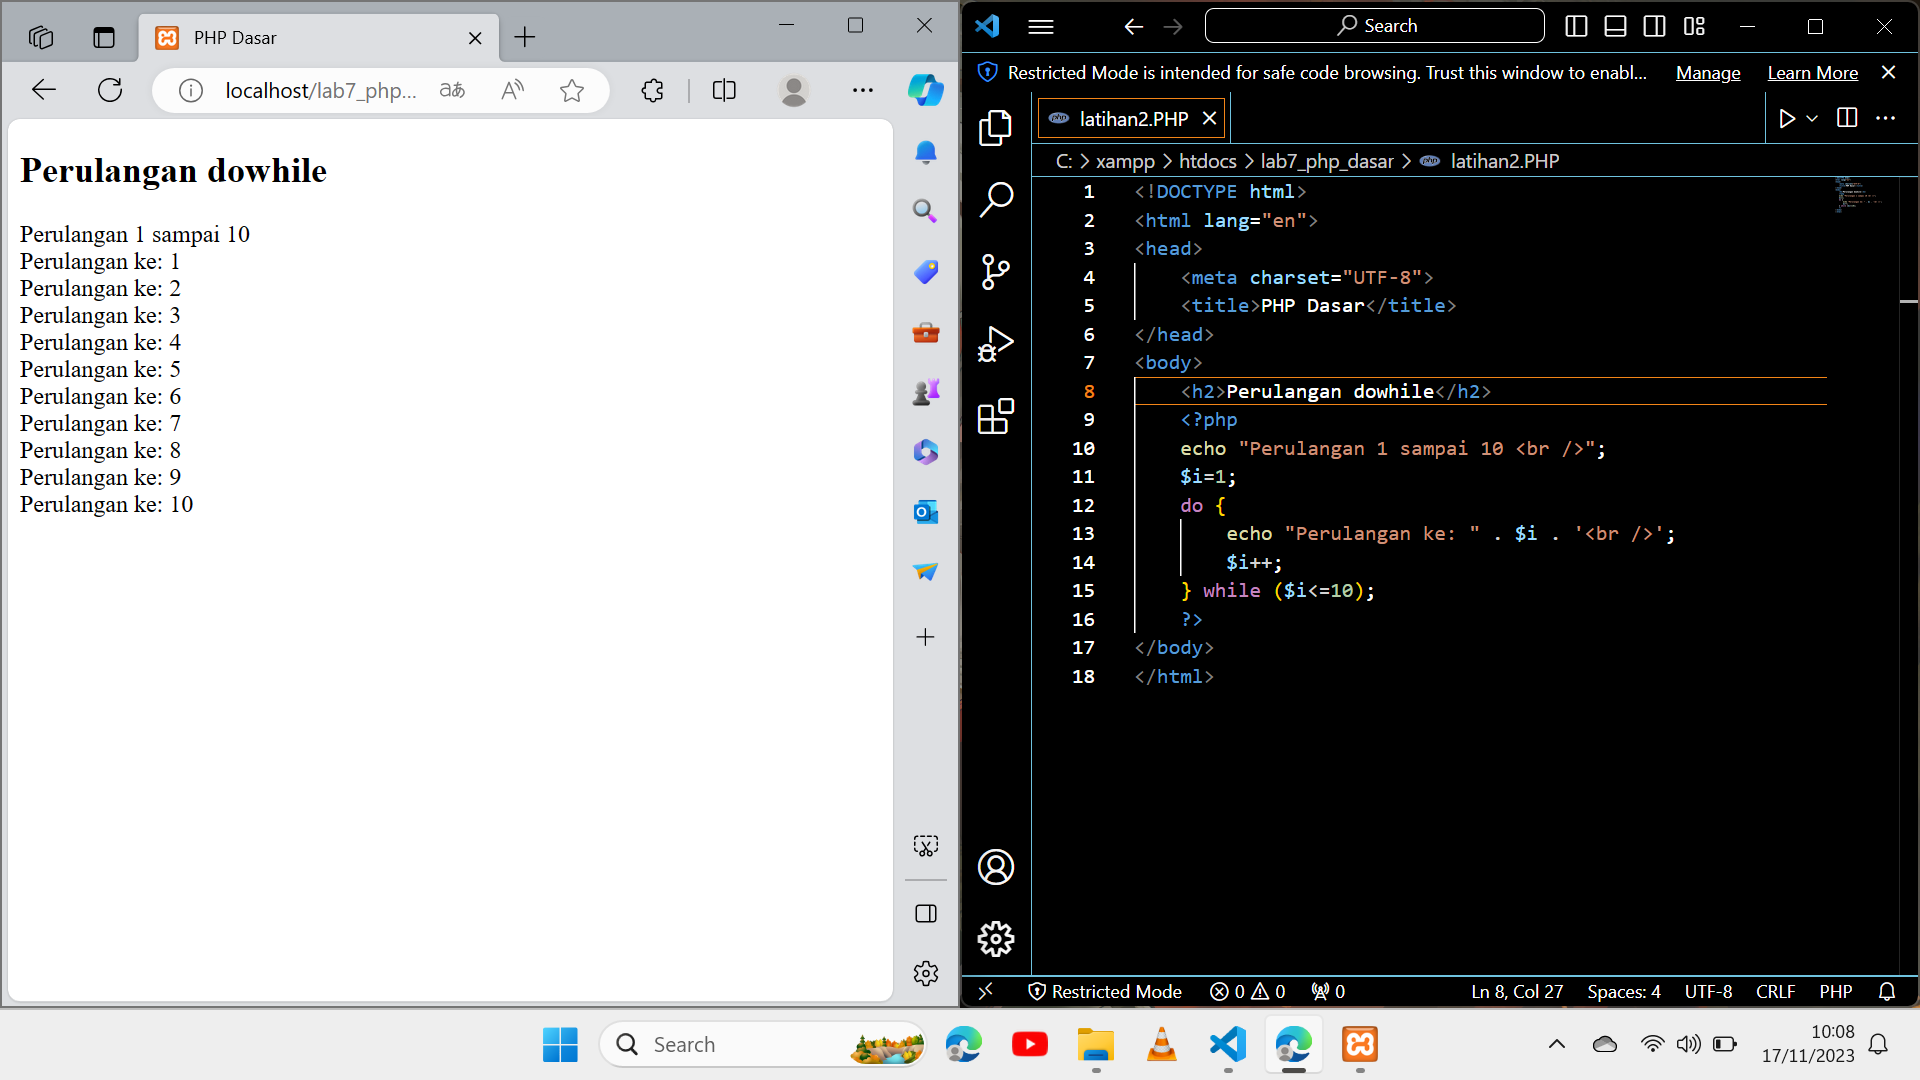 PHP Dasar
localhost/lab7_php...
Perulangan dowhile
Perulangan 1 sampai 10
Perulangan ke: 1
Perulangan ke: 2
Perulangan ke: 3
Perulangan ke: 4
Perulangan ke: 5
Perulangan ke: 6
Perulangan ke: 7
Perulangan ke: 8
Perulangan ke: 9
Perulangan ke: 10
Search
Restricted Mode is intended for safe code browsing. Trust this window to enabl... Manage Learn More
latihan2.PHP
C: > xampp > htdocs > lab7_php_dasar > latihan2.PHP
1 <!DOCTYPE html>
2 <html lang="en">
3 <head>
4     <meta charset="UTF-8">
5     <title>PHP Dasar</title>
6 </head>
7 <body>
8     <h2>Perulangan dowhile</h2>
9     <?php
10     echo "Perulangan 1 sampai 10 <br />";
11     $i=1;
12     do {
13         echo "Perulangan ke: " . $i . '<br />';
14         $i++;
15     } while ($i<=10);
16     ?>
17 </body>
18 </html>
Restricted Mode 0 0 0 Ln 8, Col 27 Spaces: 4 UTF-8 CRLF PHP
Search
10:08
17/11/2023